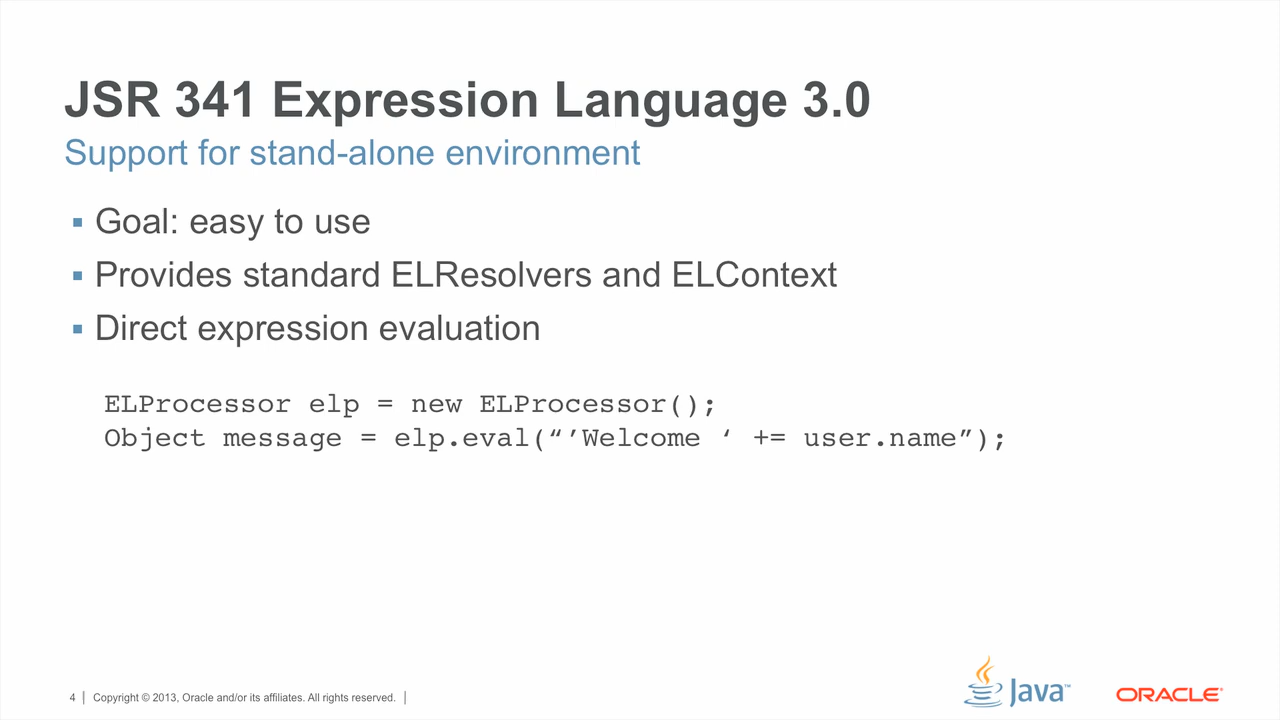 JSR 341 Expression Language 3.0
Support for stand-alone environment
▪ Goal: easy to use
▪ Provides standard ELResolvers and ELContext
▪ Direct expression evaluation
ELProcessor elp = new ELProcessor();
Object message = elp.eval(“’Welcome ‘ += user.name”);
4 | Copyright © 2013, Oracle and/or its affiliates. All rights reserved. |
Java™
ORACLE®